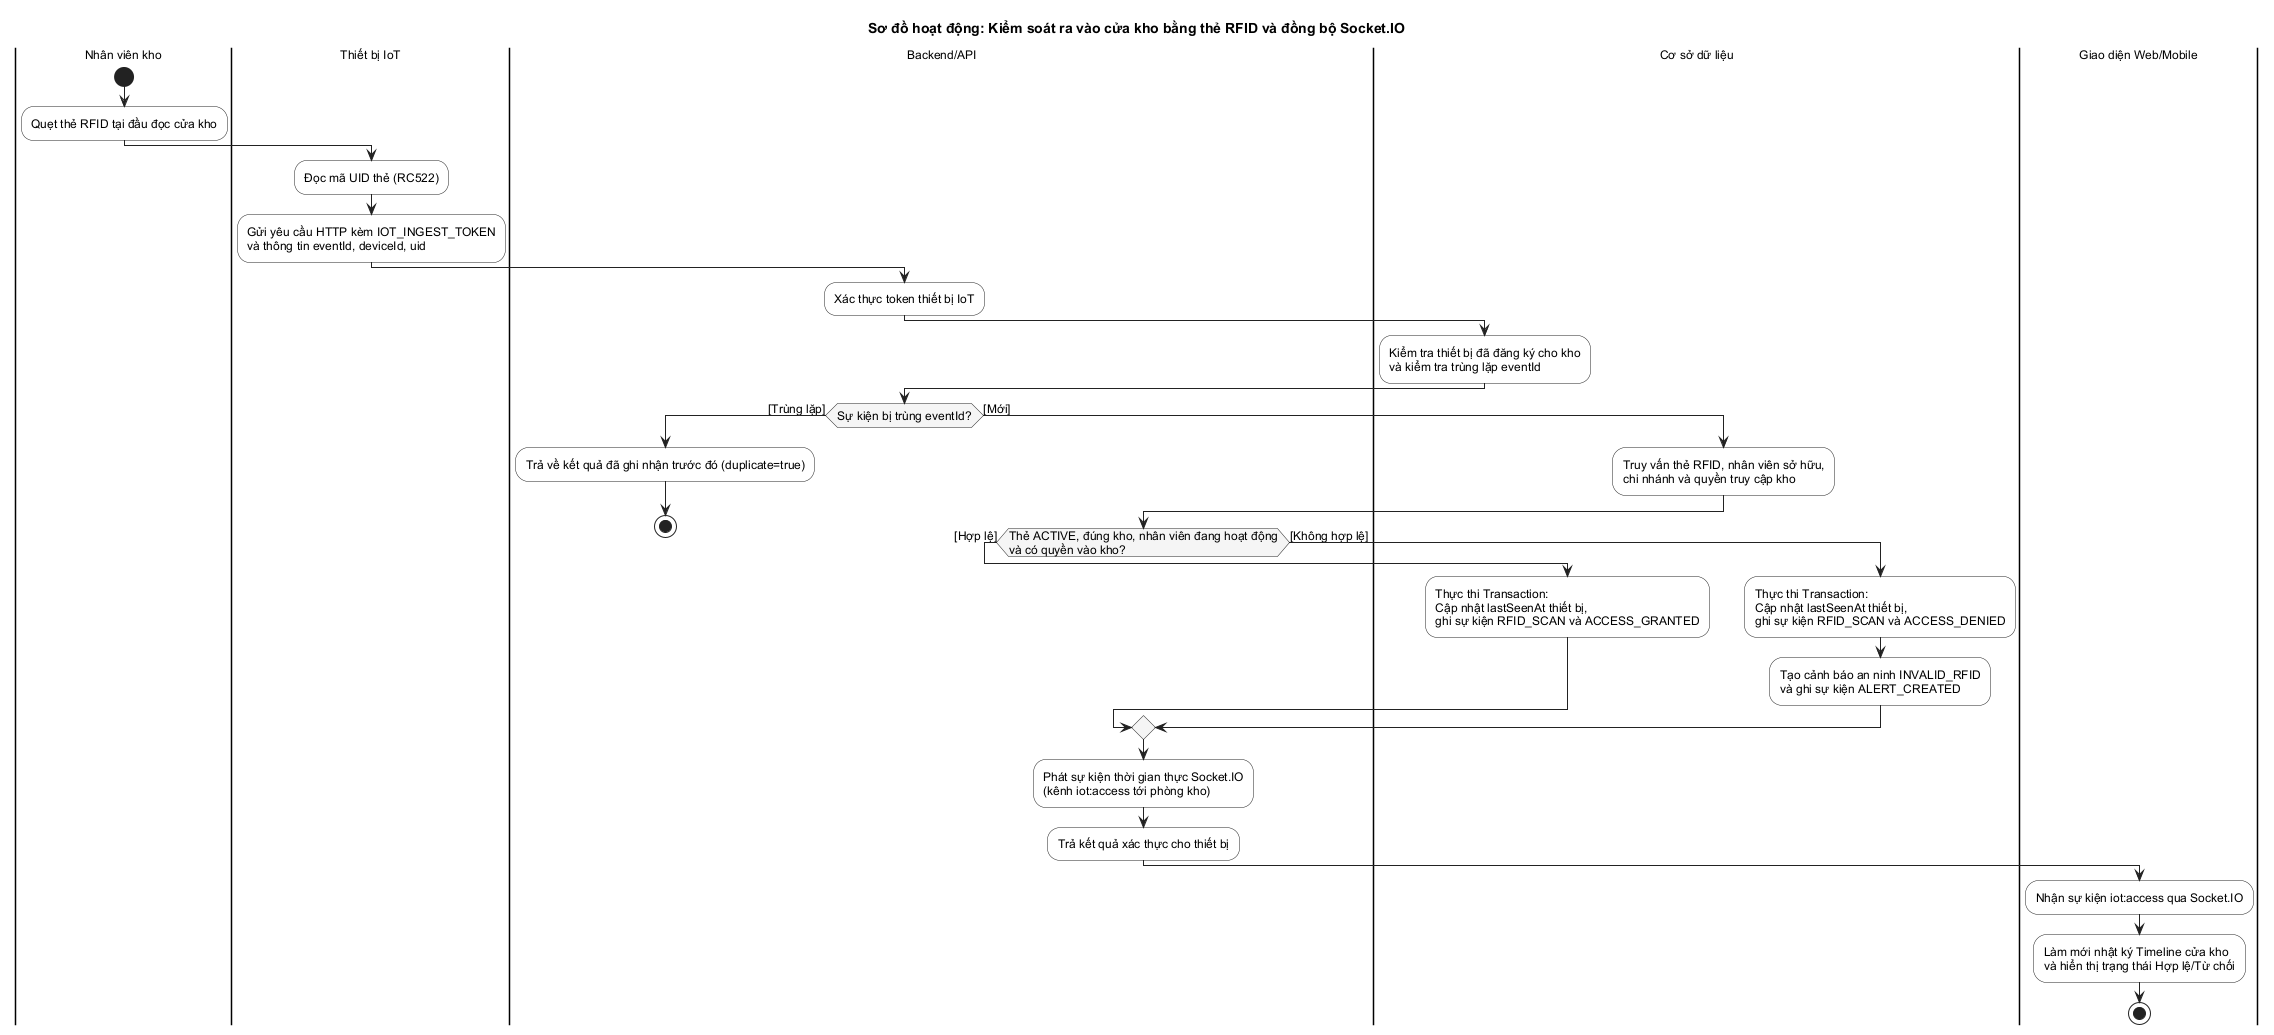 Sơ đồ hoạt động: Kiểm soát ra vào cửa kho bằng thẻ RFID và đồng bộ Socket.IO
Nhân viên kho
Thiết bị IoT
Backend/API
Cơ sở dữ liệu
Giao diện Web/Mobile
Quẹt thẻ RFID tại đầu đọc cửa kho
Đọc mã UID thẻ (RC522)
Gửi yêu cầu HTTP kèm IOT_INGEST_TOKEN
và thông tin eventId, deviceId, uid
Xác thực token thiết bị IoT
Kiểm tra thiết bị đã đăng ký cho kho
và kiểm tra trùng lặp eventId
[Trùng lặp]
Sự kiện bị trùng eventId?
[Mới]
Trả về kết quả đã ghi nhận trước đó (duplicate=true)
Truy vấn thẻ RFID, nhân viên sở hữu,
chi nhánh và quyền truy cập kho
[Hợp lệ]
Thẻ ACTIVE, đúng kho, nhân viên đang hoạt động
và có quyền vào kho?
[Không hợp lệ]
Thực thi Transaction:
Cập nhật lastSeenAt thiết bị,
ghi sự kiện RFID_SCAN và ACCESS_GRANTED
Thực thi Transaction:
Cập nhật lastSeenAt thiết bị,
ghi sự kiện RFID_SCAN và ACCESS_DENIED
Tạo cảnh báo an ninh INVALID_RFID
và ghi sự kiện ALERT_CREATED
Phát sự kiện thời gian thực Socket.IO
(kênh iot:access tới phòng kho)
Trả kết quả xác thực cho thiết bị
Nhận sự kiện iot:access qua Socket.IO
Làm mới nhật ký Timeline cửa kho
và hiển thị trạng thái Hợp lệ/Từ chối